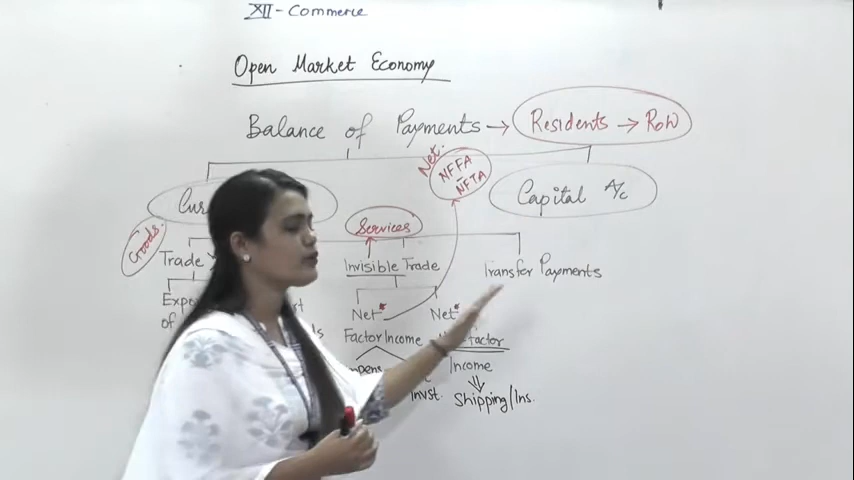 XII - Commerce
Open Market Economy
Balance of Payments → Residents → ROW
Net.
NFFA
- NFTA
Capital A/c
Goods
Services
Trade
Invisible Trade
Transfer Payments
Net* Net*
of
Factor Income
Factor
Income
Invst.
Shipping/Ins.